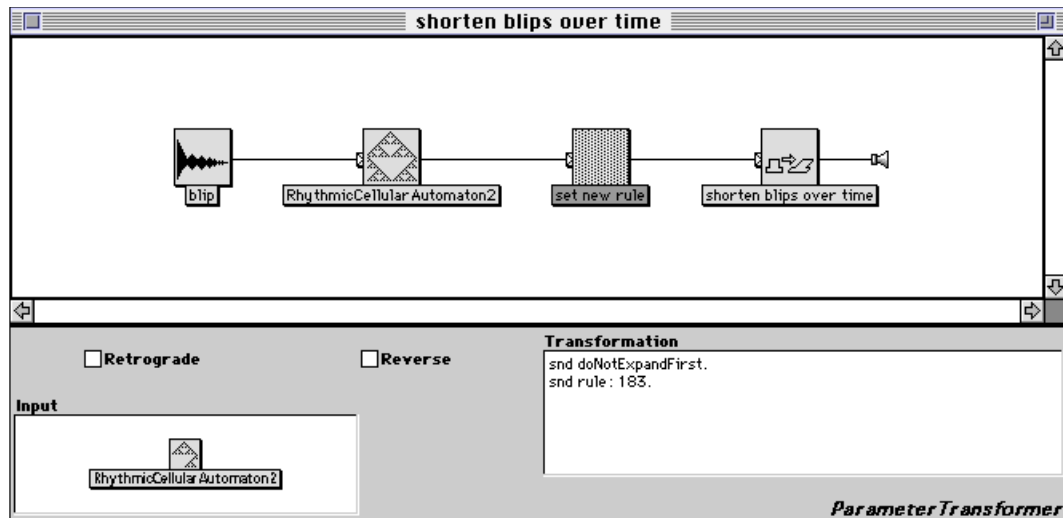 shorten blips over time
blip
RhythmicCellularAutomaton2
set new rule
shorten blips over time
Retrograde
Reverse
Transformation
snd doNotExpandFirst.
snd rule: 183.
Input
RhythmicCellularAutomaton2
ParameterTransformer